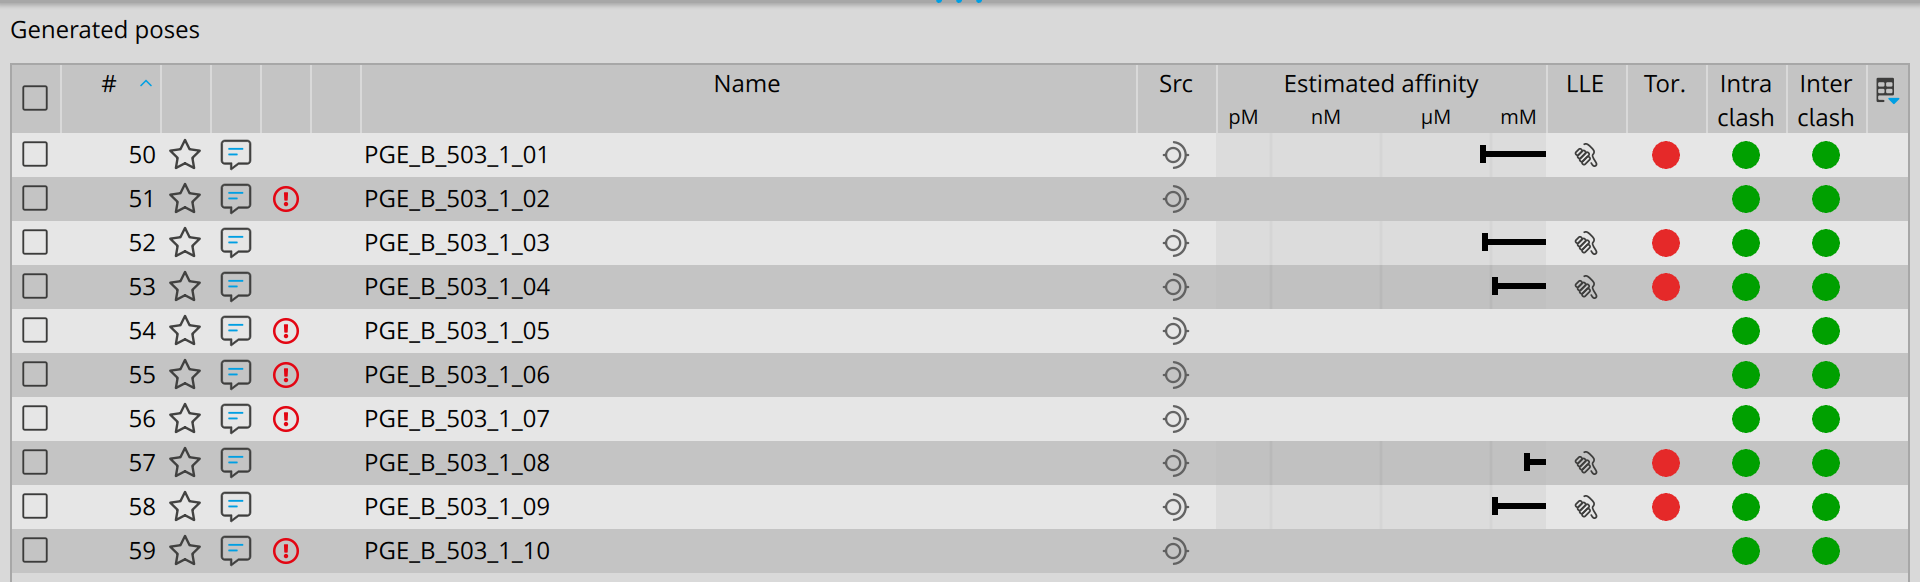 Generated poses
# Name Src Estimated affinity LLE Tor. Intra clash Inter clash
pM nM µM mM
50 PGE_B_503_1_01
51 PGE_B_503_1_02
52 PGE_B_503_1_03
53 PGE_B_503_1_04
54 PGE_B_503_1_05
55 PGE_B_503_1_06
56 PGE_B_503_1_07
57 PGE_B_503_1_08
58 PGE_B_503_1_09
59 PGE_B_503_1_10